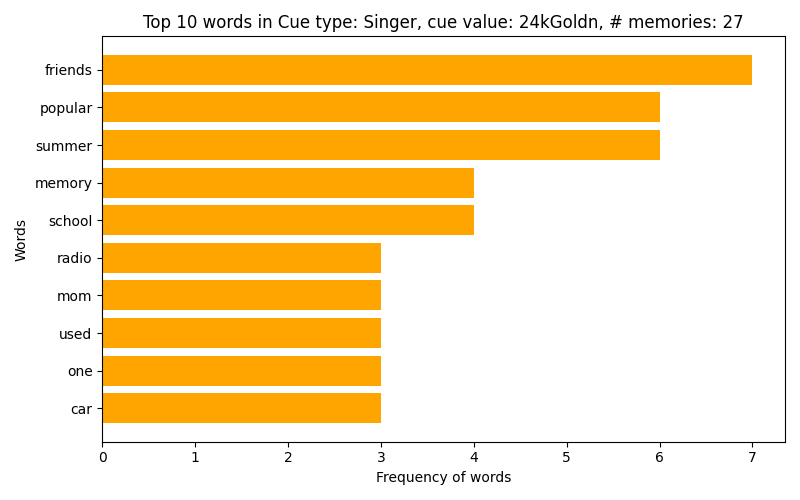 Top 10 words in Cue type: Singer, cue value: 24kGoldn, # memories: 27
friends
popular
summer
memory
school
radio
mom
used
one
car
Words
0 1 2 3 4 5 6 7
Frequency of words